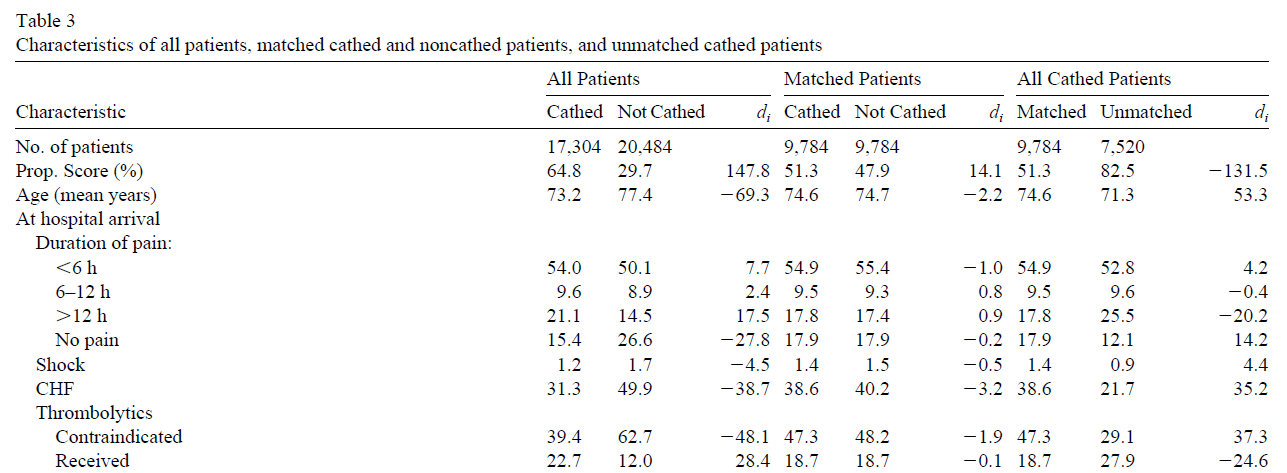 Table 3
Characteristics of all patients, matched cathed and noncathed patients, and unmatched cathed patients
All Patients Matched Patients All Cathed Patients
Characteristic Cathed Not Cathed di Cathed Not Cathed di Matched Unmatched di
No. of patients 17,304 20,484 9,784 9,784 9,784 7,520
Prop. Score (%) 64.8 29.7 147.8 51.3 47.9 14.1 51.3 82.5 −131.5
Age (mean years) 73.2 77.4 −69.3 74.6 74.7 −2.2 74.6 71.3 53.3
At hospital arrival
Duration of pain:
<6 h 54.0 50.1 7.7 54.9 55.4 −1.0 54.9 52.8 4.2
6–12 h 9.6 8.9 2.4 9.5 9.3 0.8 9.5 9.6 −0.4
>12 h 21.1 14.5 17.5 17.8 17.4 0.9 17.8 25.5 −20.2
No pain 15.4 26.6 −27.8 17.9 17.9 −0.2 17.9 12.1 14.2
Shock 1.2 1.7 −4.5 1.4 1.5 −0.5 1.4 0.9 4.4
CHF 31.3 49.9 −38.7 38.6 40.2 −3.2 38.6 21.7 35.2
Thrombolytics
Contraindicated 39.4 62.7 −48.1 47.3 48.2 −1.9 47.3 29.1 37.3
Received 22.7 12.0 28.4 18.7 18.7 −0.1 18.7 27.9 −24.6